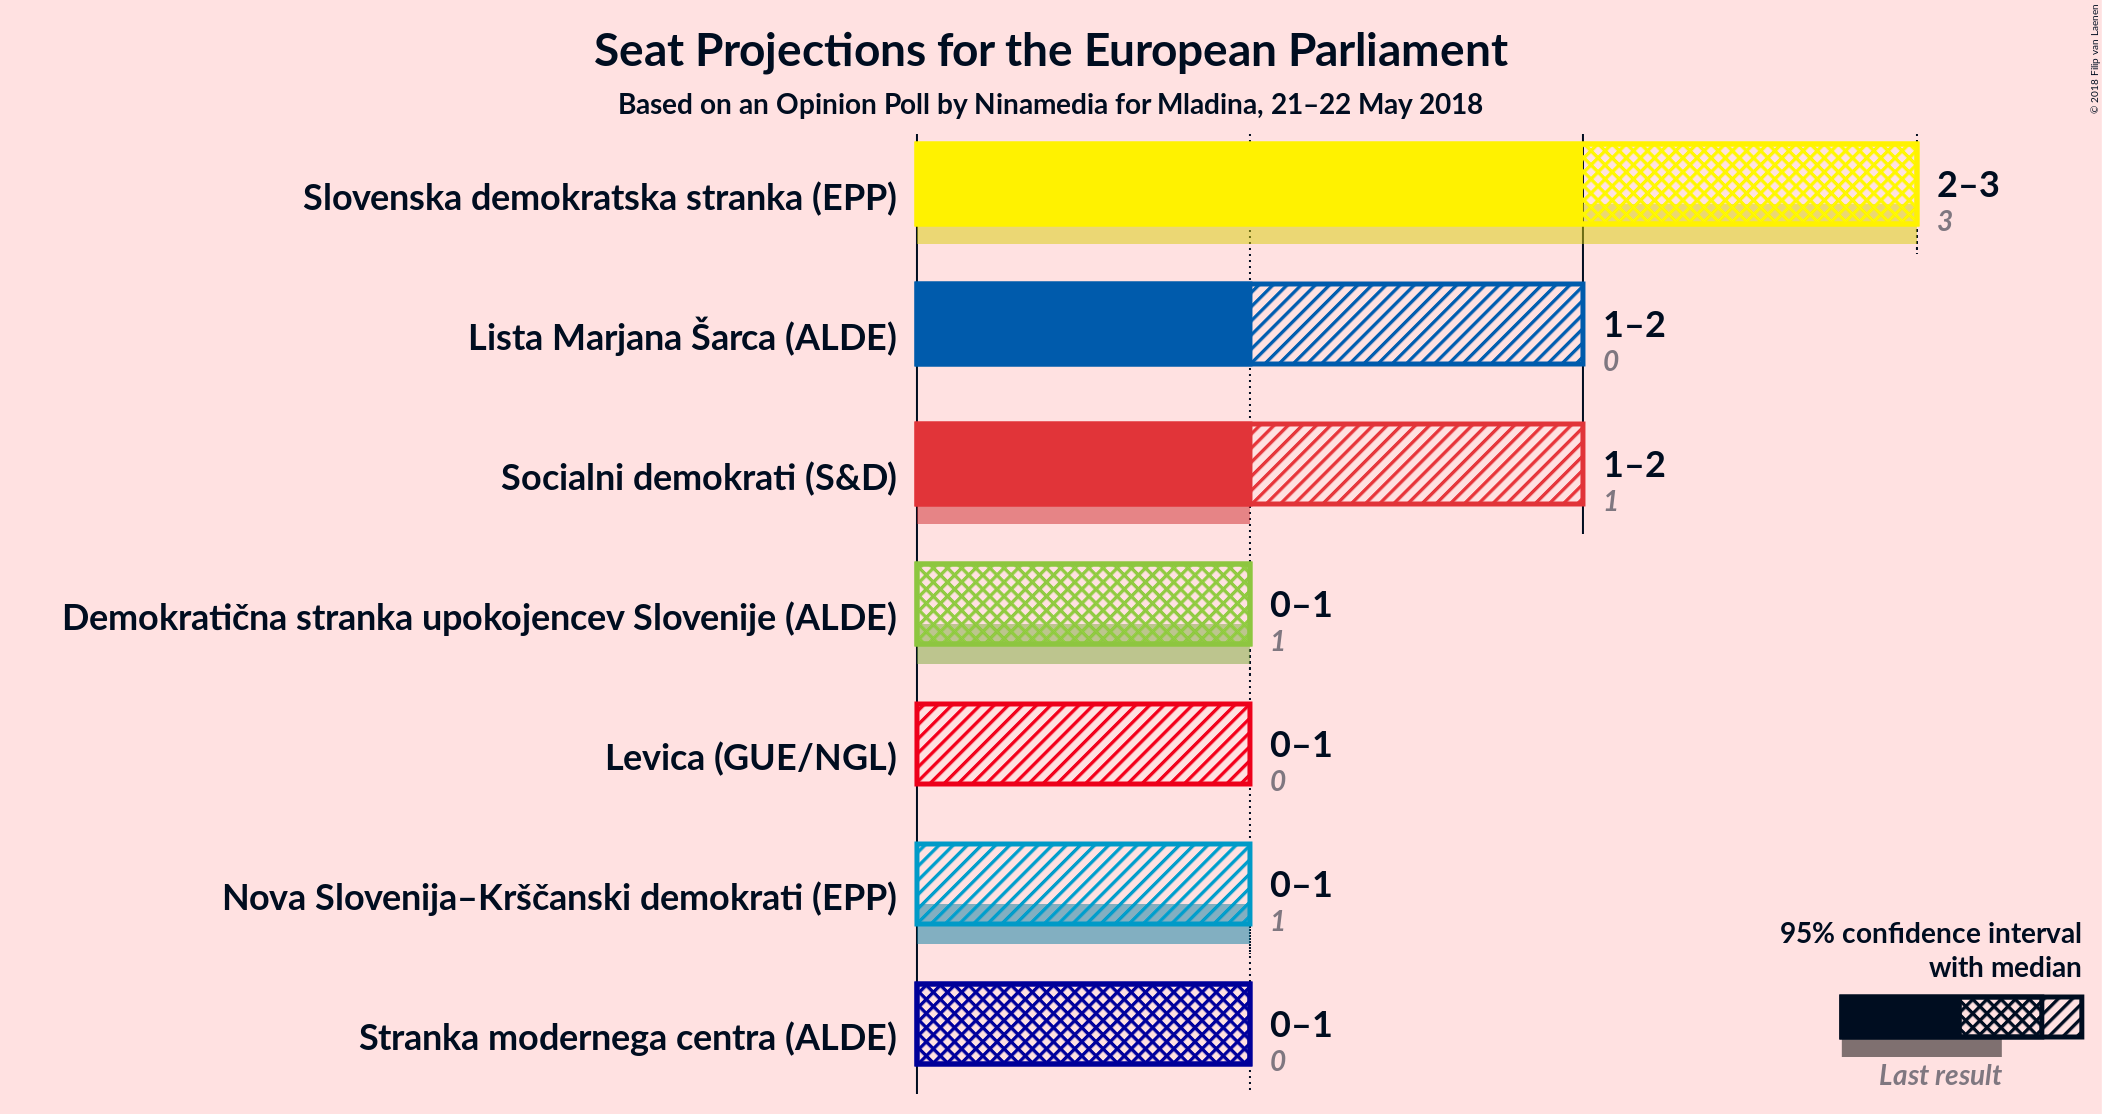 Seat Projections for the European Parliament
Based on an Opinion Poll by Ninamedia for Mladina, 21–22 May 2018
© 2018 Filip van Laenen
Slovenska demokratska stranka (EPP)
2–3
3
Lista Marjana Šarca (ALDE)
1–2
0
Socialni demokrati (S&D)
1–2
1
Demokratična stranka upokojencev Slovenije (ALDE)
0–1
1
Levica (GUE/NGL)
0–1
0
Nova Slovenija–Krščanski demokrati (EPP)
0–1
1
Stranka modernega centra (ALDE)
0–1
0
95% confidence interval
with median
Last result